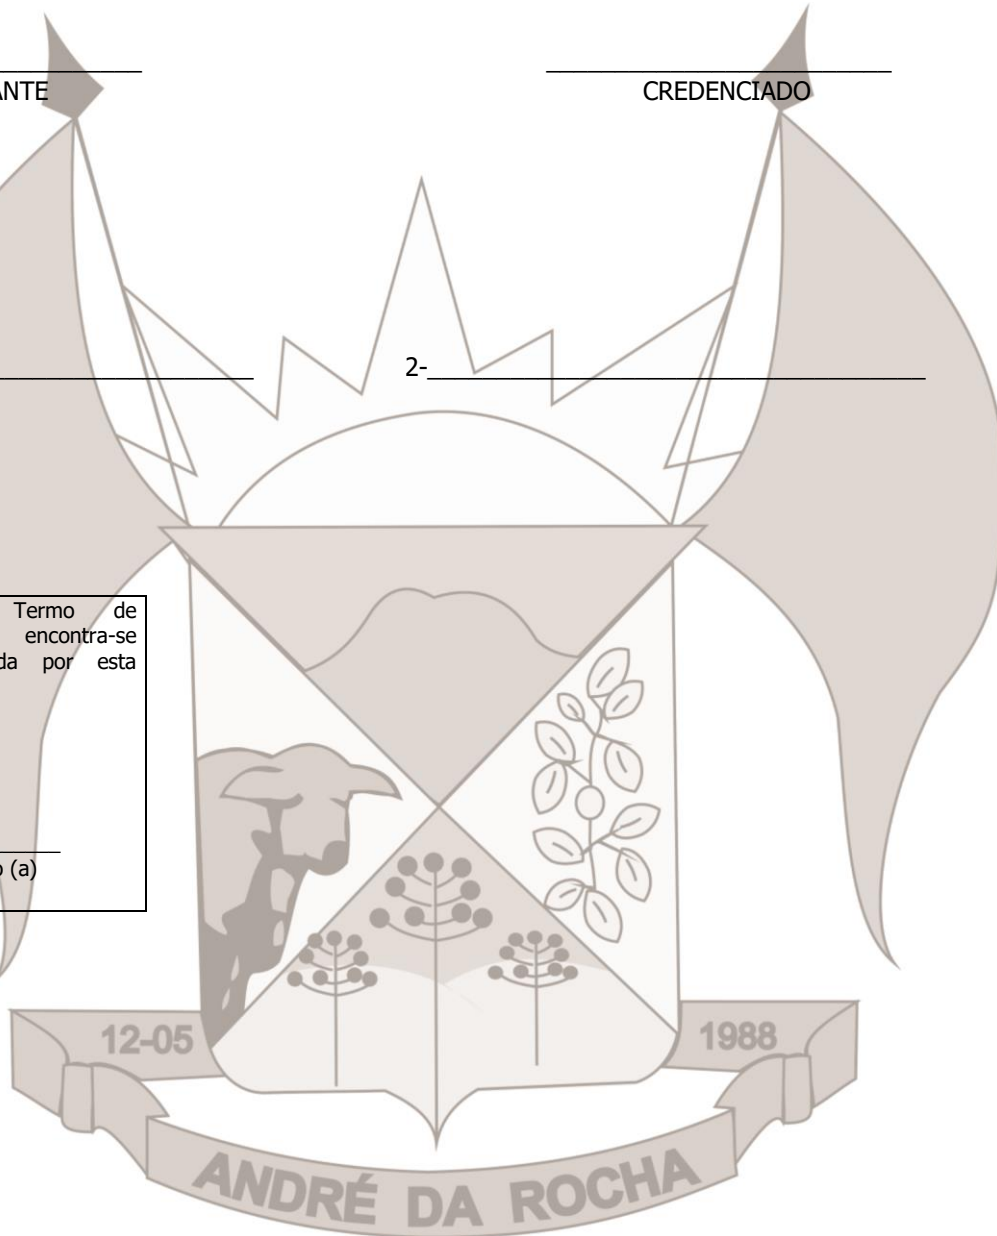 ANTE CREDENCIADO
2-
Termo de
encontra-se
da por esta
(a)
12-05 1988
ANDRÉ DA ROCHA